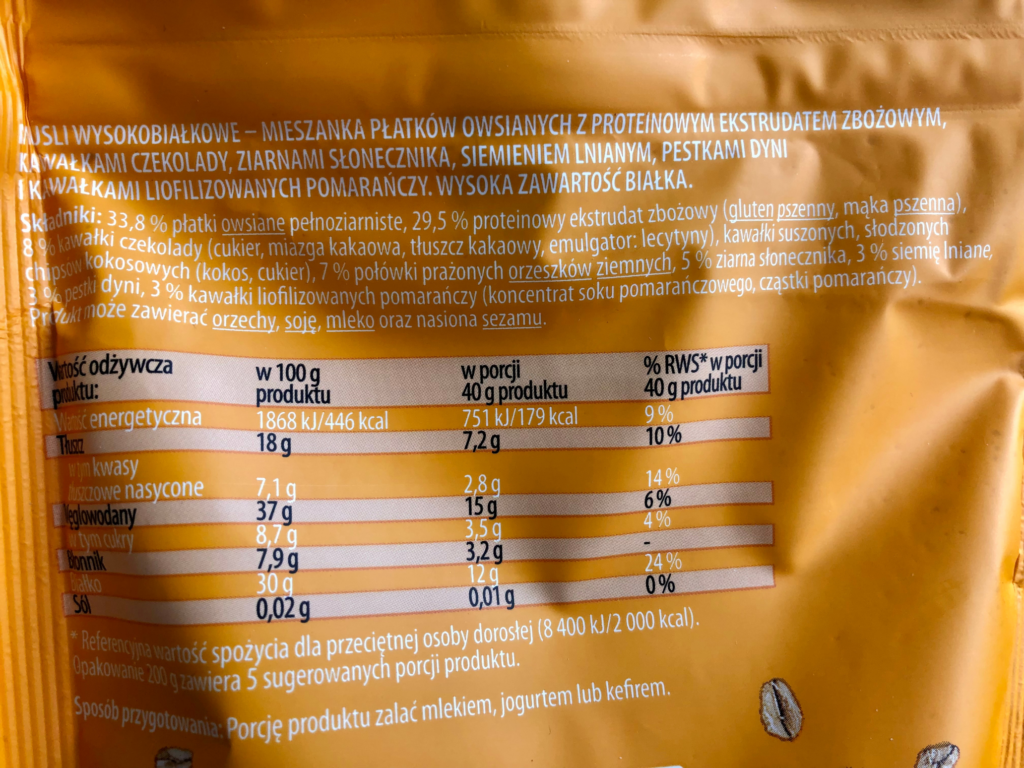 MUSLI WYSOKOBIAŁKOWE – MIESZANKA PŁATKÓW OWSIANYCH Z PROTEINOWYM EKSTRUDATEM ZBOŻOWYM,
KAWAŁKAMI CZEKOLADY, ZIARNAMI SŁONECZNIKA, SIEMIENIEM LNIANYM, PESTKAMI DYNI
I KAWAŁKAMI LIOFILIZOWANYCH POMARAŃCZY. WYSOKA ZAWARTOŚĆ BIAŁKA.
Składniki: 33,8 % płatki owsiane pełnoziarniste, 29,5 % proteinowy ekstrudat zbożowy (gluten pszenny, mąka pszenna),
8 % kawałki czekolady (cukier, miazga kakaowa, tłuszcz kakaowy, emulgator: lecytyny), kawałki suszonych, słodzonych
chipsów kokosowych (kokos, cukier), 7 % połówki prażonych orzeszków ziemnych, 5 % ziarna słonecznika, 3 % siemię lniane,
3 % pestki dyni, 3 % kawałki liofilizowanych pomarańczy (koncentrat soku pomarańczowego, cząstki pomarańczy).
Produkt może zawierać orzechy, soję, mleko oraz nasiona sezamu.
Wartość odżywcza w 100 g w porcji % RWS* w porcji
produktu: produktu 40 g produktu 40 g produktu
Wartość energetyczna 1868 kJ/446 kcal 751 kJ/179 kcal 9 %
Tłuszcz 18 g 7,2 g 10 %
w tym kwasy
tłuszczowe nasycone 7,1 g 2,8 g 14 %
Węglowodany 37 g 15 g 6 %
w tym cukry 8,7 g 3,5 g 4 %
Błonnik 7,9 g 3,2 g -
Białko 30 g 12 g 24 %
Sól 0,02 g 0,01 g 0 %
* Referencyjna wartość spożycia dla przeciętnej osoby dorosłej (8 400 kJ/2 000 kcal).
Opakowanie 200 g zawiera 5 sugerowanych porcji produktu.
Sposób przygotowania: Porcję produktu zalać mlekiem, jogurtem lub kefirem.